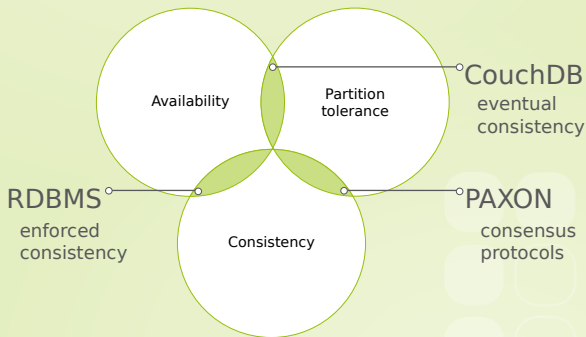 Availability
Partition
tolerance
CouchDB
eventual
consistency
RDBMS
enforced
consistency
Consistency
PAXON
consensus
protocols